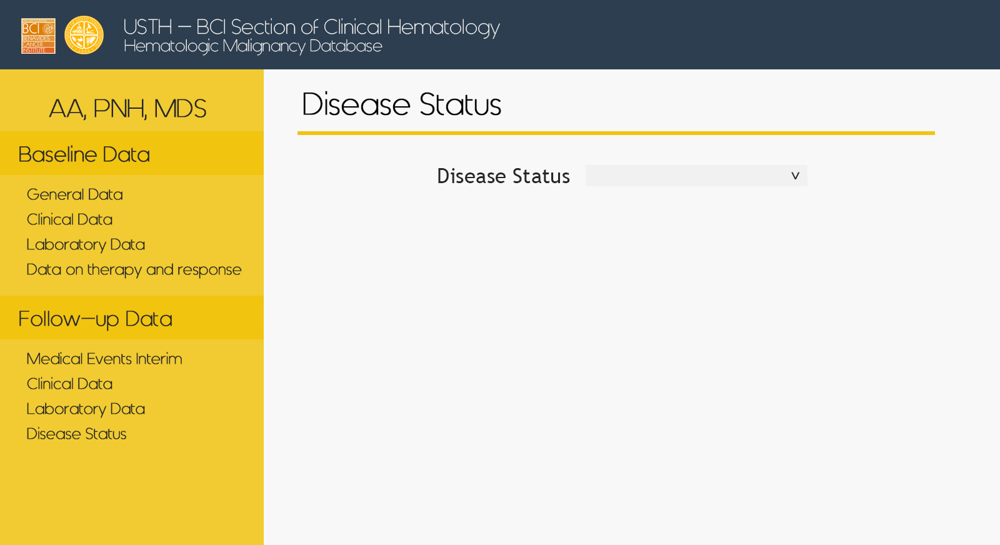 BCI
BENAVIDES
CANCER
INSTITUTE
USTH – BCI Section of Clinical Hematology
Hematologic Malignancy Database
AA, PNH, MDS
Baseline Data
General Data
Clinical Data
Laboratory Data
Data on therapy and response
Follow-up Data
Medical Events Interim
Clinical Data
Laboratory Data
Disease Status
Disease Status
Disease Status